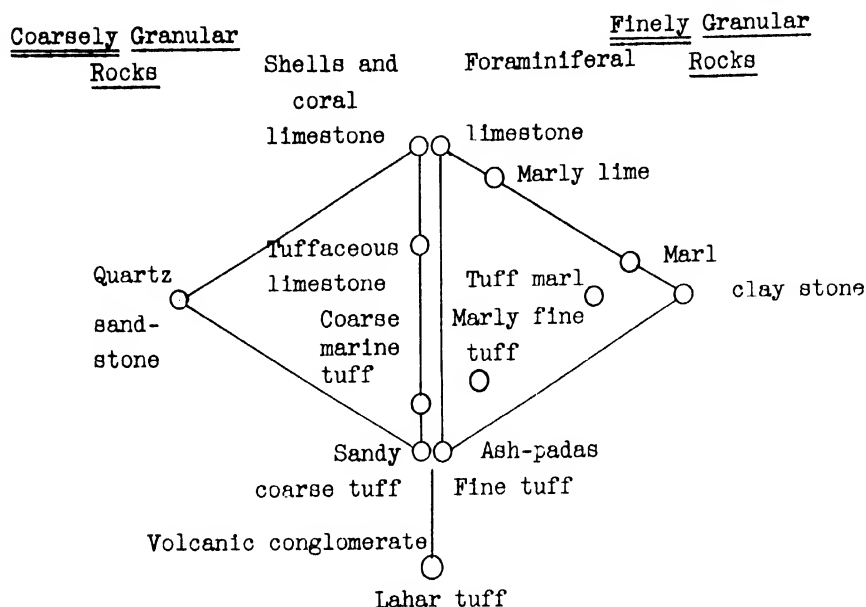 Coarsely Granular
Rocks
Finely Granular
Rocks
Shells and
coral
limestone
Foraminiferal
limestone
Marly lime
Tuffaceous
limestone
Marl
Quartz
sand-
stone
Tuff marl
clay stone
Coarse
marine
tuff
Marly fine
tuff
Sandy
coarse tuff
Ash-padas
Fine tuff
Volcanic conglomerate
Lahar tuff